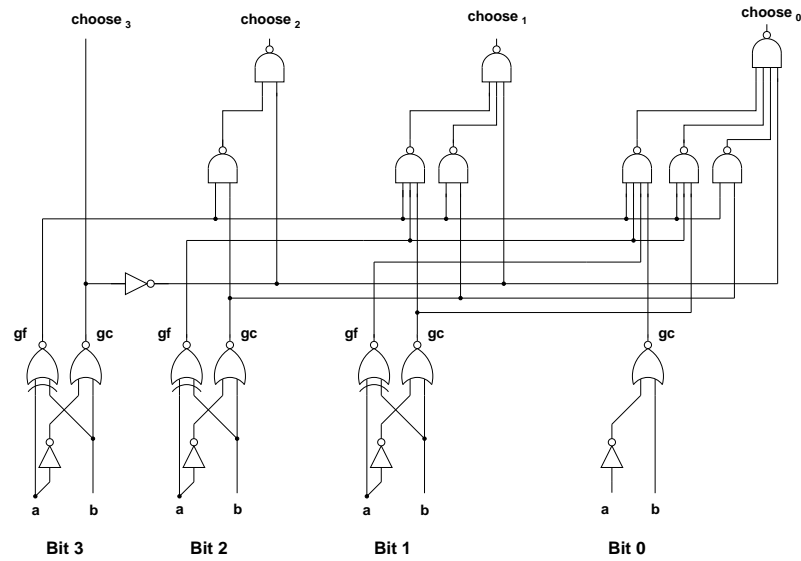 choose 3 choose 2 choose 1 choose 0
gf gc gf gc gf gc gc
a b a b a b a b
Bit 3 Bit 2 Bit 1 Bit 0